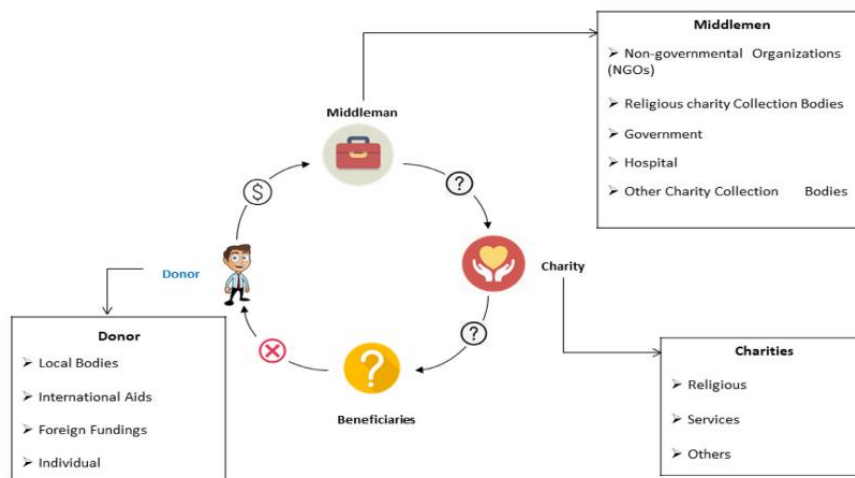 Middlemen
➤ Non-governmental Organizations
(NGOs)
➤ Religious charity Collection Bodies
➤ Government
➤ Hospital
➤ Other Charity Collection Bodies
Middleman
$
?
Charity
?
Donor
Donor
➤ Local Bodies
➤ International Aids
➤ Foreign Fundings
➤ Individual
?
Beneficiaries
Charities
➤ Religious
➤ Services
➤ Others